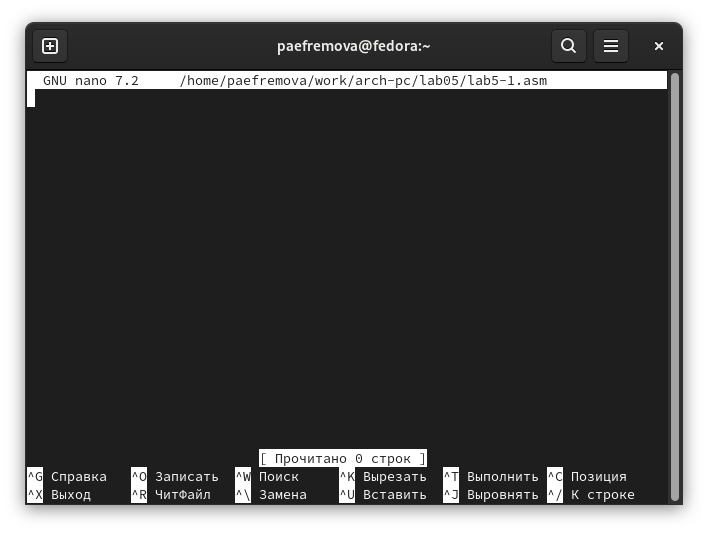 paefremova@fedora:~
GNU nano 7.2 /home/paefremova/work/arch-pc/lab05/lab5-1.asm
[ Прочитано 0 строк ]
^G Справка ^O Записать ^W Поиск ^K Вырезать ^T Выполнить ^C Позиция
^X Выход ^R ЧитФайл ^\ Замена ^U Вставить ^J Выровнять ^/ К строке